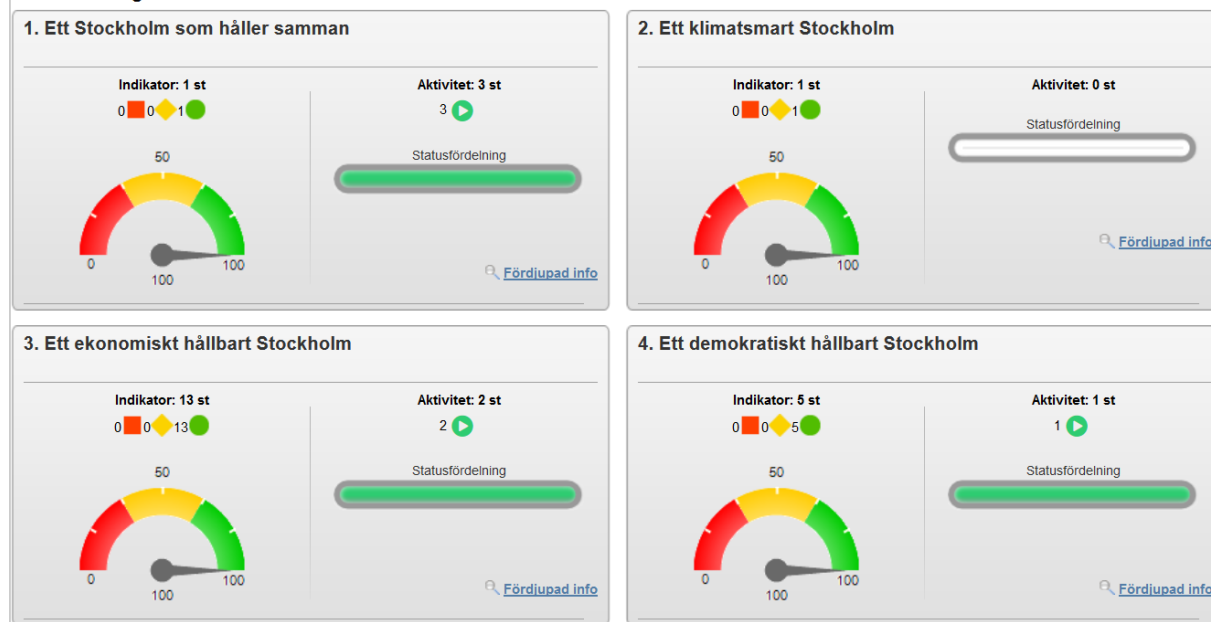 1. Ett Stockholm som håller samman
Indikator: 1 st
0 0 1
50
0 100
100
Aktivitet: 3 st
3
Statusfördelning
Fördjupad info
2. Ett klimatsmart Stockholm
Indikator: 1 st
0 0 1
50
0 100
100
Aktivitet: 0 st
Statusfördelning
Fördjupad info
3. Ett ekonomiskt hållbart Stockholm
Indikator: 13 st
0 0 13
50
0 100
100
Aktivitet: 2 st
2
Statusfördelning
Fördjupad info
4. Ett demokratiskt hållbart Stockholm
Indikator: 5 st
0 0 5
50
0 100
100
Aktivitet: 1 st
1
Statusfördelning
Fördjupad info